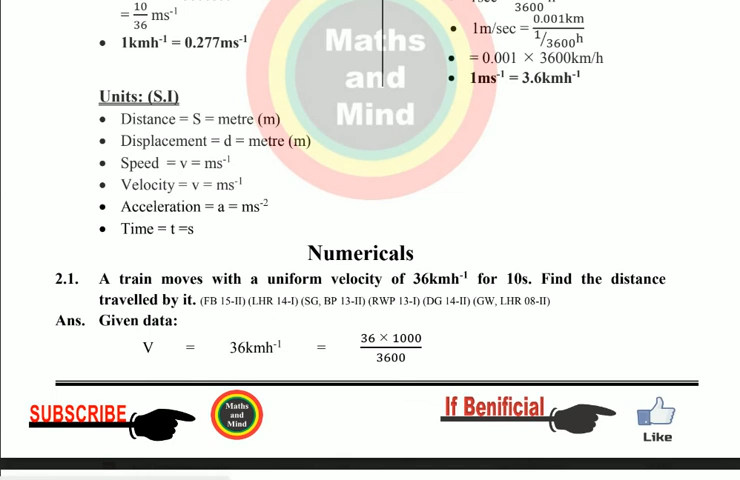 = 10/36 ms-1
• 1kmh-1 = 0.277ms-1
3600
• 1m/sec = 0.001km / 1/3600h
• = 0.001 × 3600km/h
• 1ms-1 = 3.6kmh-1
Maths
and
Mind
Units: (S.I)
• Distance = S = metre (m)
• Displacement = d = metre (m)
• Speed = v = ms-1
• Velocity = v = ms-1
• Acceleration = a = ms-2
• Time = t =s
Numericals
2.1. A train moves with a uniform velocity of 36kmh-1 for 10s. Find the distance
travelled by it. (FB 15-II) (LHR 14-I) (SG, BP 13-II) (RWP 13-I) (DG 14-II) (GW, LHR 08-II)
Ans. Given data:
V = 36kmh-1 = 36 × 1000 / 3600
SUBSCRIBE
Maths
and
Mind
If Benificial
Like